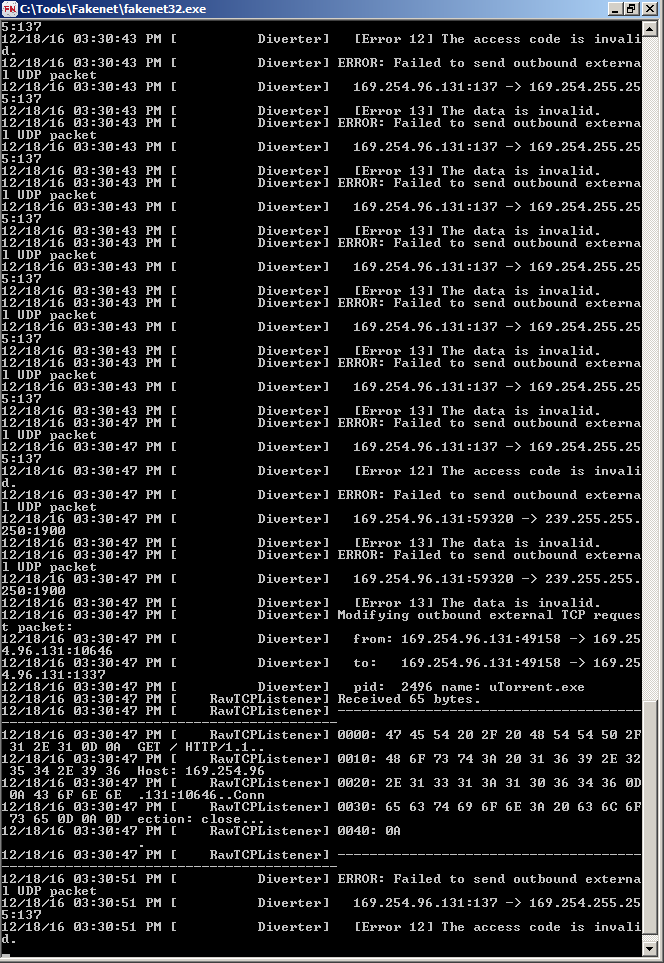 C:\Tools\Fakenet\fakenet32.exe
5:137
12/18/16 03:30:43 PM [          Diverter]   [Error 12] The access code is invali
d.
12/18/16 03:30:43 PM [          Diverter] ERROR: Failed to send outbound externa
l UDP packet
12/18/16 03:30:43 PM [          Diverter]   169.254.96.131:137 -> 169.254.255.25
5:137
12/18/16 03:30:43 PM [          Diverter]   [Error 13] The data is invalid.
12/18/16 03:30:43 PM [          Diverter] ERROR: Failed to send outbound externa
l UDP packet
12/18/16 03:30:43 PM [          Diverter]   169.254.96.131:137 -> 169.254.255.25
5:137
12/18/16 03:30:43 PM [          Diverter]   [Error 13] The data is invalid.
12/18/16 03:30:43 PM [          Diverter] ERROR: Failed to send outbound externa
l UDP packet
12/18/16 03:30:43 PM [          Diverter]   169.254.96.131:137 -> 169.254.255.25
5:137
12/18/16 03:30:43 PM [          Diverter]   [Error 13] The data is invalid.
12/18/16 03:30:43 PM [          Diverter] ERROR: Failed to send outbound externa
l UDP packet
12/18/16 03:30:43 PM [          Diverter]   169.254.96.131:137 -> 169.254.255.25
5:137
12/18/16 03:30:43 PM [          Diverter]   [Error 13] The data is invalid.
12/18/16 03:30:43 PM [          Diverter] ERROR: Failed to send outbound externa
l UDP packet
12/18/16 03:30:43 PM [          Diverter]   169.254.96.131:137 -> 169.254.255.25
5:137
12/18/16 03:30:43 PM [          Diverter]   [Error 13] The data is invalid.
12/18/16 03:30:43 PM [          Diverter] ERROR: Failed to send outbound externa
l UDP packet
12/18/16 03:30:43 PM [          Diverter]   169.254.96.131:137 -> 169.254.255.25
5:137
12/18/16 03:30:43 PM [          Diverter]   [Error 13] The data is invalid.
12/18/16 03:30:47 PM [          Diverter] ERROR: Failed to send outbound externa
l UDP packet
12/18/16 03:30:47 PM [          Diverter]   169.254.96.131:137 -> 169.254.255.25
5:137
12/18/16 03:30:47 PM [          Diverter]   [Error 12] The access code is invali
d.
12/18/16 03:30:47 PM [          Diverter] ERROR: Failed to send outbound externa
l UDP packet
12/18/16 03:30:47 PM [          Diverter]   169.254.96.131:59320 -> 239.255.255.
250:1900
12/18/16 03:30:47 PM [          Diverter]   [Error 13] The data is invalid.
12/18/16 03:30:47 PM [          Diverter] ERROR: Failed to send outbound externa
l UDP packet
12/18/16 03:30:47 PM [          Diverter]   169.254.96.131:59320 -> 239.255.255.
250:1900
12/18/16 03:30:47 PM [          Diverter]   [Error 13] The data is invalid.
12/18/16 03:30:47 PM [          Diverter] Modifying outbound external TCP reques
t packet:
12/18/16 03:30:47 PM [          Diverter]   from: 169.254.96.131:49158 -> 169.25
4.96.131:10646
12/18/16 03:30:47 PM [          Diverter]   to:   169.254.96.131:49158 -> 169.25
4.96.131:1337
12/18/16 03:30:47 PM [          Diverter]   pid:  2496 name: uTorrent.exe
12/18/16 03:30:47 PM [    RawTCPListener] Received 65 bytes.
12/18/16 03:30:47 PM [    RawTCPListener] --------------------------------------
------------------------------------------
12/18/16 03:30:47 PM [    RawTCPListener] 0000: 47 45 54 20 2F 20 48 54 54 50 2F
 31 2E 31 0D 0A  GET / HTTP/1.1..
12/18/16 03:30:47 PM [    RawTCPListener] 0010: 48 6F 73 74 3A 20 31 36 39 2E 32
 35 34 2E 39 36  Host: 169.254.96
12/18/16 03:30:47 PM [    RawTCPListener] 0020: 2E 31 33 31 3A 31 30 36 34 36 0D
 0A 43 6F 6E 6E  .131:10646..Conn
12/18/16 03:30:47 PM [    RawTCPListener] 0030: 65 63 74 69 6F 6E 3A 20 63 6C 6F
 73 65 0D 0A 0D  ection: close...
12/18/16 03:30:47 PM [    RawTCPListener] 0040: 0A
                 .
12/18/16 03:30:47 PM [    RawTCPListener] --------------------------------------
------------------------------------------
12/18/16 03:30:51 PM [          Diverter] ERROR: Failed to send outbound externa
l UDP packet
12/18/16 03:30:51 PM [          Diverter]   169.254.96.131:137 -> 169.254.255.25
5:137
12/18/16 03:30:51 PM [          Diverter]   [Error 12] The access code is invali
d.